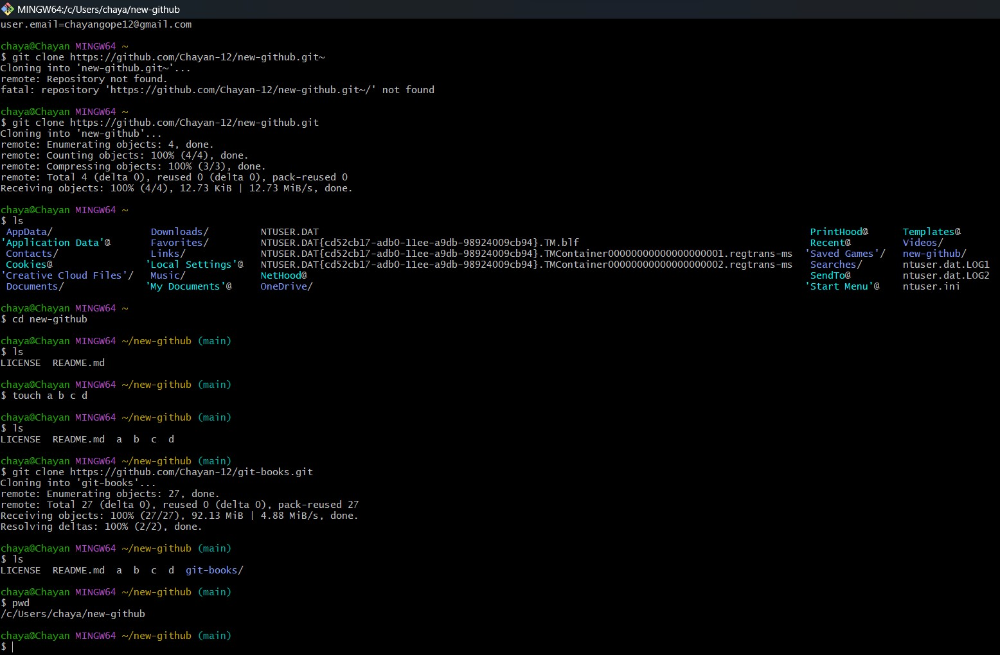 MINGW64:/c/Users/chaya/new-github
user.email=chayangope12@gmail.com
chaya@Chayan MINGW64 ~
$ git clone https://github.com/Chayan-12/new-github.git~
Cloning into 'new-github.git~'...
remote: Repository not found.
fatal: repository 'https://github.com/Chayan-12/new-github.git~/' not found
chaya@Chayan MINGW64 ~
$ git clone https://github.com/Chayan-12/new-github.git
Cloning into 'new-github'...
remote: Enumerating objects: 4, done.
remote: Counting objects: 100% (4/4), done.
remote: Compressing objects: 100% (3/3), done.
remote: Total 4 (delta 0), reused 0 (delta 0), pack-reused 0
Receiving objects: 100% (4/4), 12.73 KiB | 12.73 MiB/s, done.
chaya@Chayan MINGW64 ~
$ ls
AppData/ Downloads/ NTUSER.DAT PrintHood@ Templates@
'Application Data'@ Favorites/ NTUSER.DAT{cd52cb17-adb0-11ee-a9db-98924009cb94}.TM.blf Recent@ Videos/
Contacts/ Links/ NTUSER.DAT{cd52cb17-adb0-11ee-a9db-98924009cb94}.TMContainer00000000000000000001.regtrans-ms 'Saved Games'/ new-github/
Cookies@ 'Local Settings'@ NTUSER.DAT{cd52cb17-adb0-11ee-a9db-98924009cb94}.TMContainer00000000000000000002.regtrans-ms Searches/ ntuser.dat.LOG1
'Creative Cloud Files'/ Music/ NetHood@ SendTo@ ntuser.dat.LOG2
Documents/ 'My Documents'@ OneDrive/ 'Start Menu'@ ntuser.ini
chaya@Chayan MINGW64 ~
$ cd new-github
chaya@Chayan MINGW64 ~/new-github (main)
$ ls
LICENSE README.md
chaya@Chayan MINGW64 ~/new-github (main)
$ touch a b c d
chaya@Chayan MINGW64 ~/new-github (main)
$ ls
LICENSE README.md a b c d
chaya@Chayan MINGW64 ~/new-github (main)
$ git clone https://github.com/Chayan-12/git-books.git
Cloning into 'git-books'...
remote: Enumerating objects: 27, done.
remote: Total 27 (delta 0), reused 0 (delta 0), pack-reused 27
Receiving objects: 100% (27/27), 92.13 MiB | 4.88 MiB/s, done.
Resolving deltas: 100% (2/2), done.
chaya@Chayan MINGW64 ~/new-github (main)
$ ls
LICENSE README.md a b c d git-books/
chaya@Chayan MINGW64 ~/new-github (main)
$ pwd
/c/Users/chaya/new-github
chaya@Chayan MINGW64 ~/new-github (main)
$